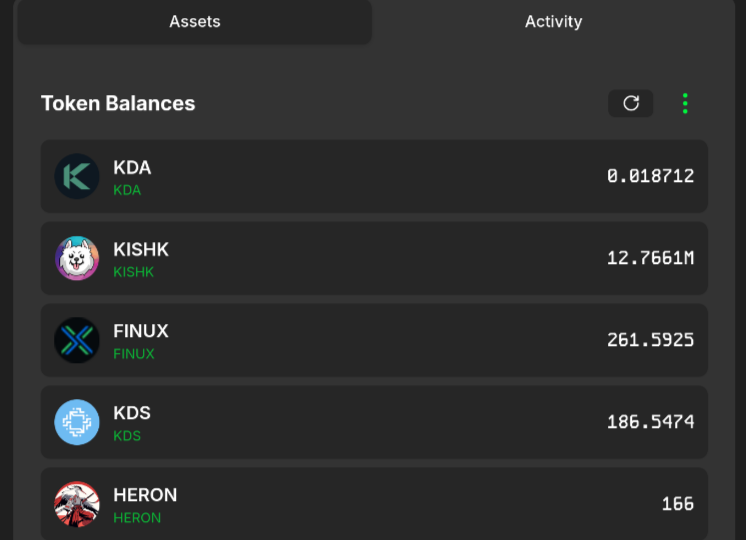 Assets
Activity
Token Balances
KDA
KDA
0.018712
KISHK
KISHK
12.7661M
FINUX
FINUX
261.5925
KDS
KDS
186.5474
HERON
HERON
166